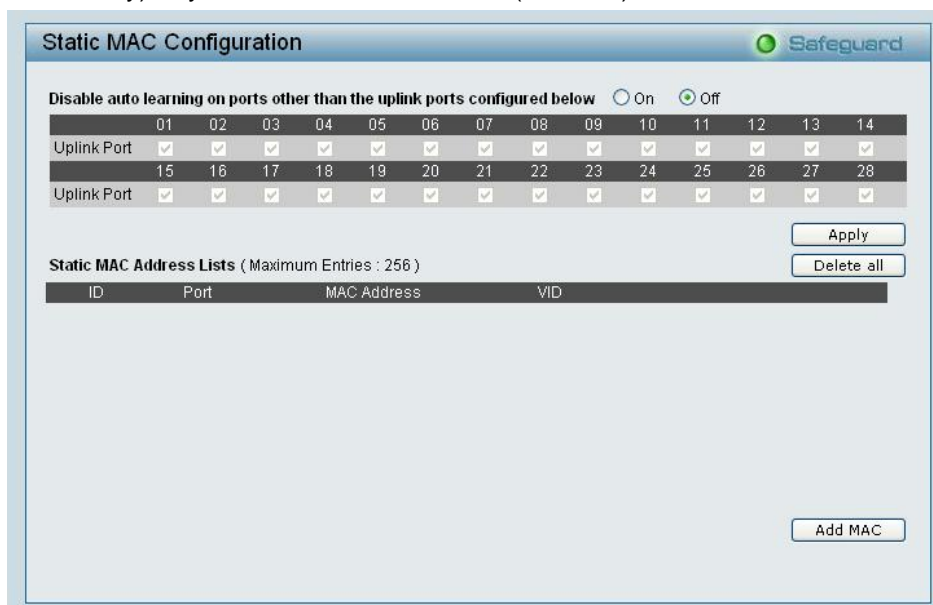 Static MAC Configuration Safeguard
Disable auto learning on ports other than the uplink ports configured below On Off
01 02 03 04 05 06 07 08 09 10 11 12 13 14
Uplink Port
15 16 17 18 19 20 21 22 23 24 25 26 27 28
Uplink Port
Apply
Static MAC Address Lists ( Maximum Entries : 256 ) Delete all
ID Port MAC Address VID
Add MAC